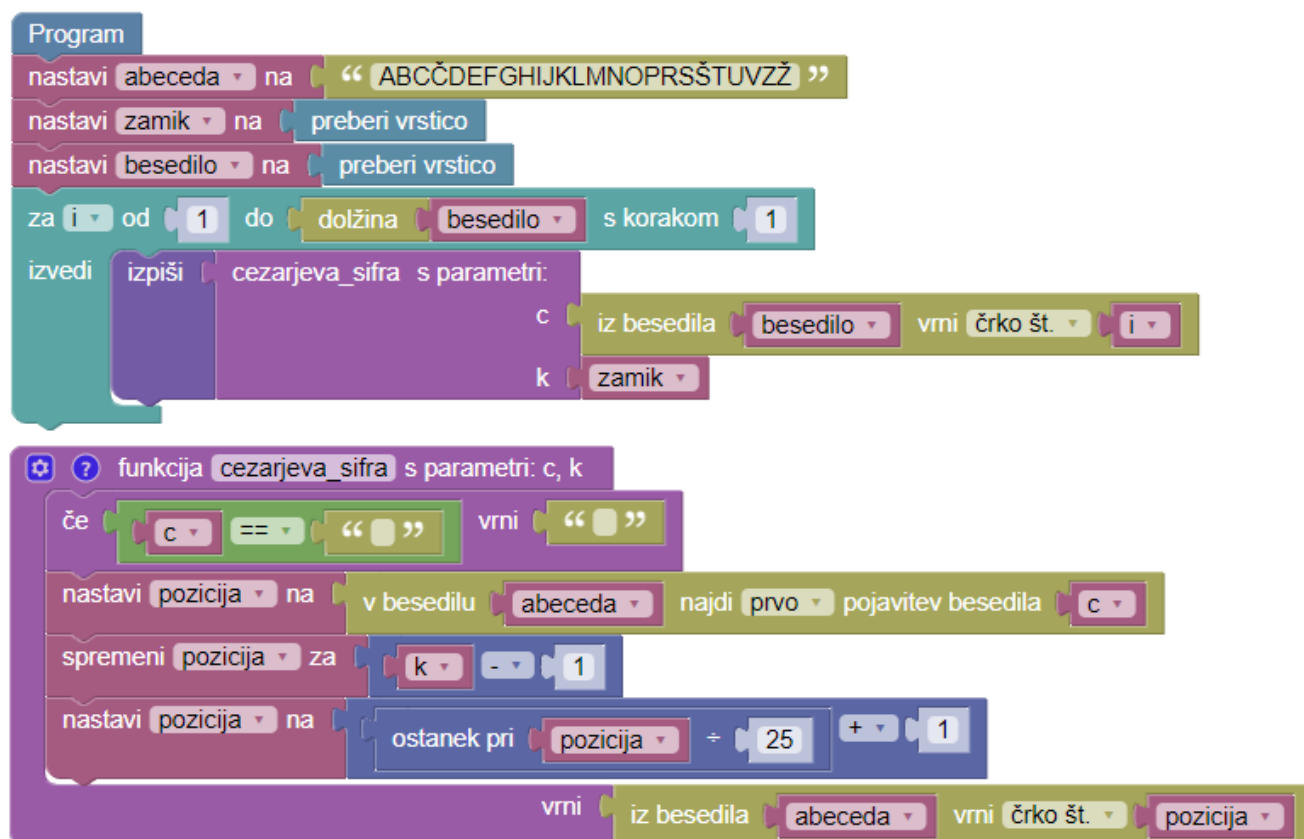 Program
nastavi abeceda na “ ABCČDEFGHIJKLMNOPRSŠTUVZŽ ”
nastavi zamik na preberi vrstico
nastavi besedilo na preberi vrstico
za i od 1 do dolžina besedilo s korakom 1
izvedi izpiši cezarjeva_sifra s parametri:
c iz besedila besedilo vrni črko št. i
k zamik
? funkcija cezarjeva_sifra s parametri: c, k
če c == “ ” vrni “ ”
nastavi pozicija na v besedilu abeceda najdi prvo pojavitev besedila c
spremeni pozicija za k - 1
nastavi pozicija na ostanek pri pozicija ÷ 25 + 1
vrni iz besedila abeceda vrni črko št. pozicija